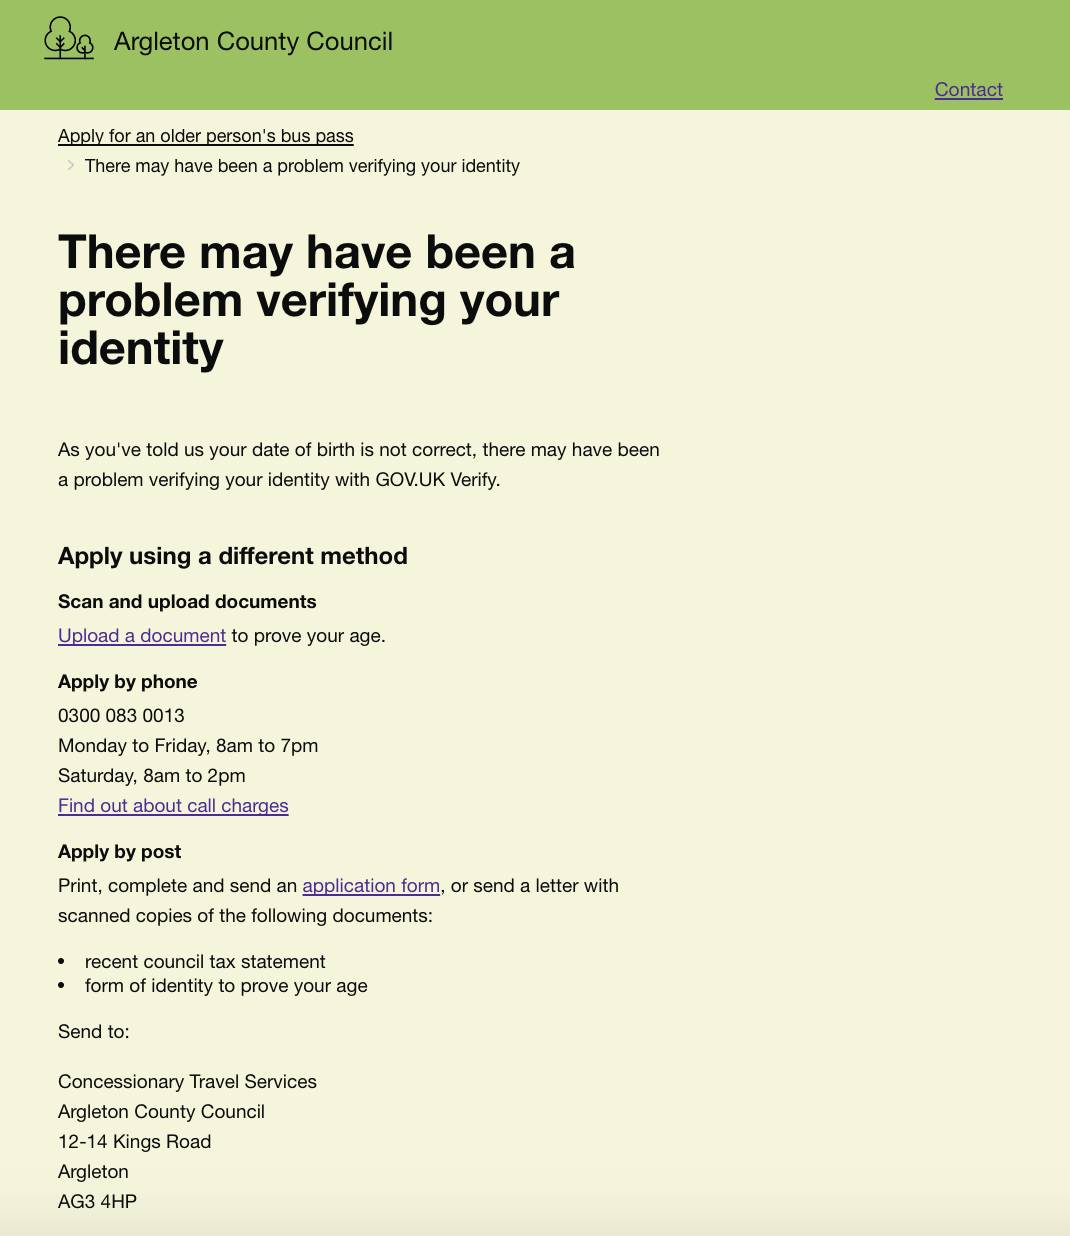 Argleton County Council
Contact
Apply for an older person's bus pass
There may have been a problem verifying your identity
There may have been a
problem verifying your
identity
As you've told us your date of birth is not correct, there may have been
a problem verifying your identity with GOV.UK Verify.
Apply using a different method
Scan and upload documents
Upload a document to prove your age.
Apply by phone
0300 083 0013
Monday to Friday, 8am to 7pm
Saturday, 8am to 2pm
Find out about call charges
Apply by post
Print, complete and send an application form, or send a letter with
scanned copies of the following documents:
• recent council tax statement
• form of identity to prove your age
Send to:
Concessionary Travel Services
Argleton County Council
12-14 Kings Road
Argleton
AG3 4HP